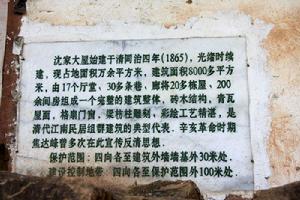 沈家大屋始建于清同治四年(1865)，光绪时续
建，现占地面积万余平方米，建筑面积8000多平方
米，由17个厅堂、30多条巷、廊将20多栋屋、200
余间房组成一个完整的建筑整体，砖木结构，青瓦
屋面，格扇门窗，梁枋柱雕刻，彩绘工艺精湛，是
清代江南民居组群建筑的典型代表。辛亥革命时期
焦达峰曾多次在此宣传反清思想。
保护范围：四向各至建筑外墙墙基外30米处。
建设控制地带：四向各至保护范围外100米处。